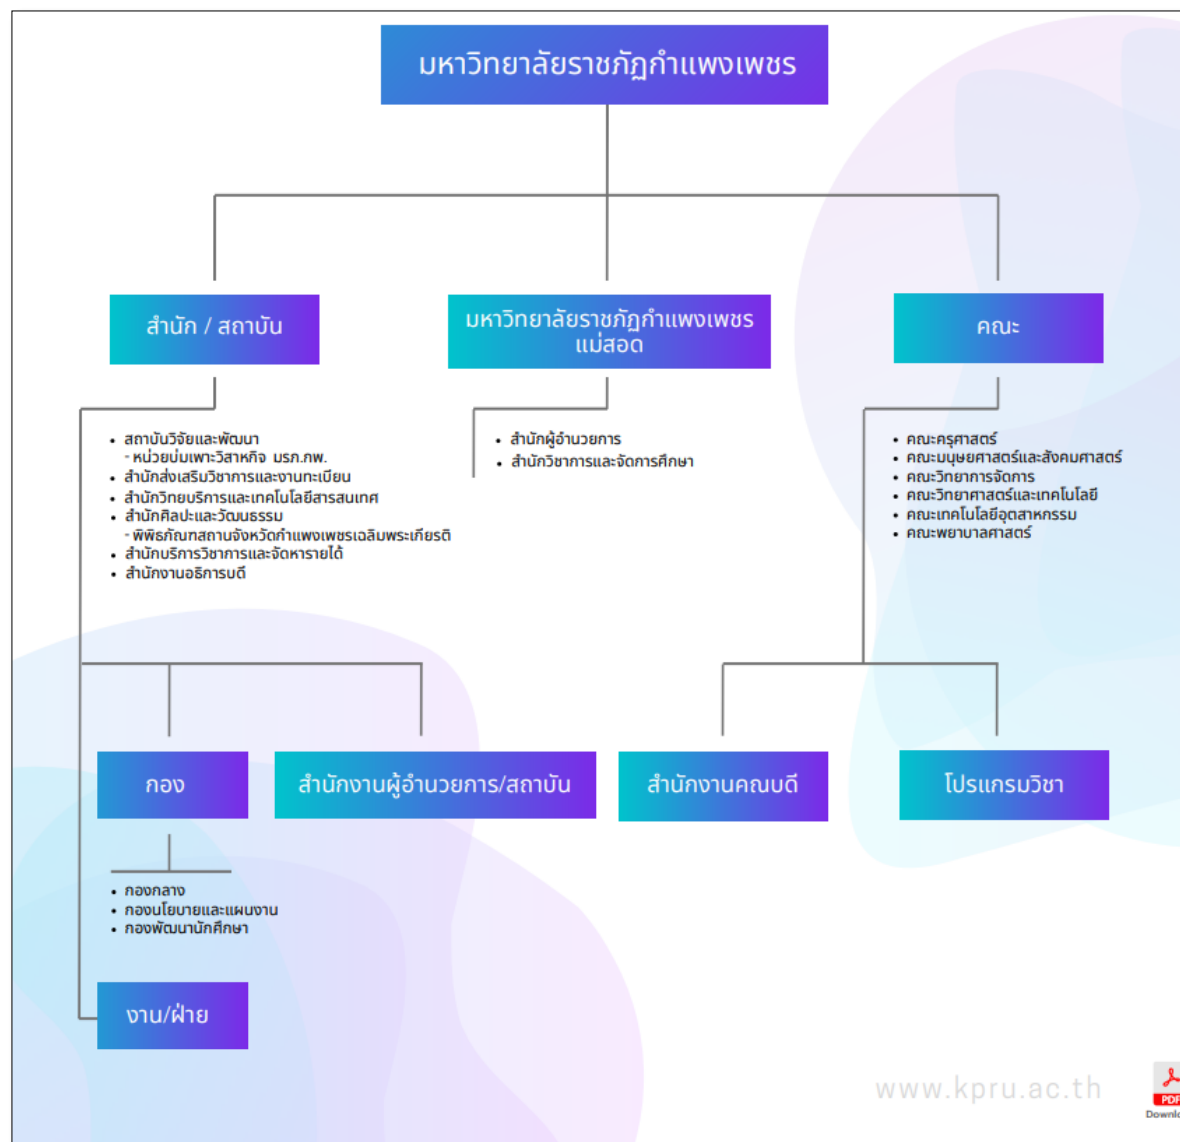 มหาวิทยาลัยราชภัฏกำแพงเพชร
สำนัก / สถาบัน
มหาวิทยาลัยราชภัฏกำแพงเพชร
แม่สอด
คณะ
• สถาบันวิจัยและพัฒนา
- หน่วยบ่มเพาะวิสาหกิจ มรภ.กพ.
• สำนักส่งเสริมวิชาการและงานทะเบียน
• สำนักวิทยบริการและเทคโนโลยีสารสนเทศ
• สำนักศิลปะและวัฒนธรรม
- พิพิธภัณฑสถานจังหวัดกำแพงเพชรเฉลิมพระเกียรติ
• สำนักบริการวิชาการและจัดหารายได้
• สำนักงานอธิการบดี
• สำนักผู้อำนวยการ
• สำนักวิชาการและจัดการศึกษา
• คณะครุศาสตร์
• คณะมนุษยศาสตร์และสังคมศาสตร์
• คณะวิทยาการจัดการ
• คณะวิทยาศาสตร์และเทคโนโลยี
• คณะเทคโนโลยีอุตสาหกรรม
• คณะพยาบาลศาสตร์
กอง
สำนักงานผู้อำนวยการ/สถาบัน
สำนักงานคณบดี
โปรแกรมวิชา
• กองกลาง
• กองนโยบายและแผนงาน
• กองพัฒนานักศึกษา
งาน/ฝ่าย
www.kpru.ac.th
PDF